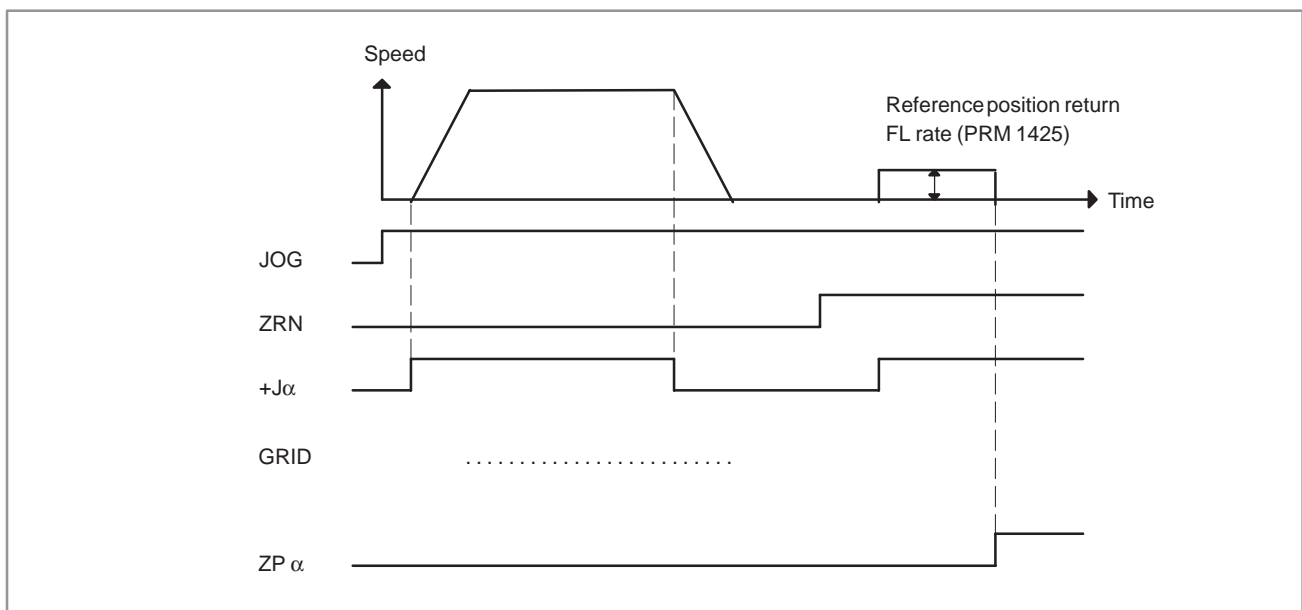 Speed
Reference position return
FL rate (PRM 1425)
Time
JOG
ZRN
+Jα
GRID
ZP α